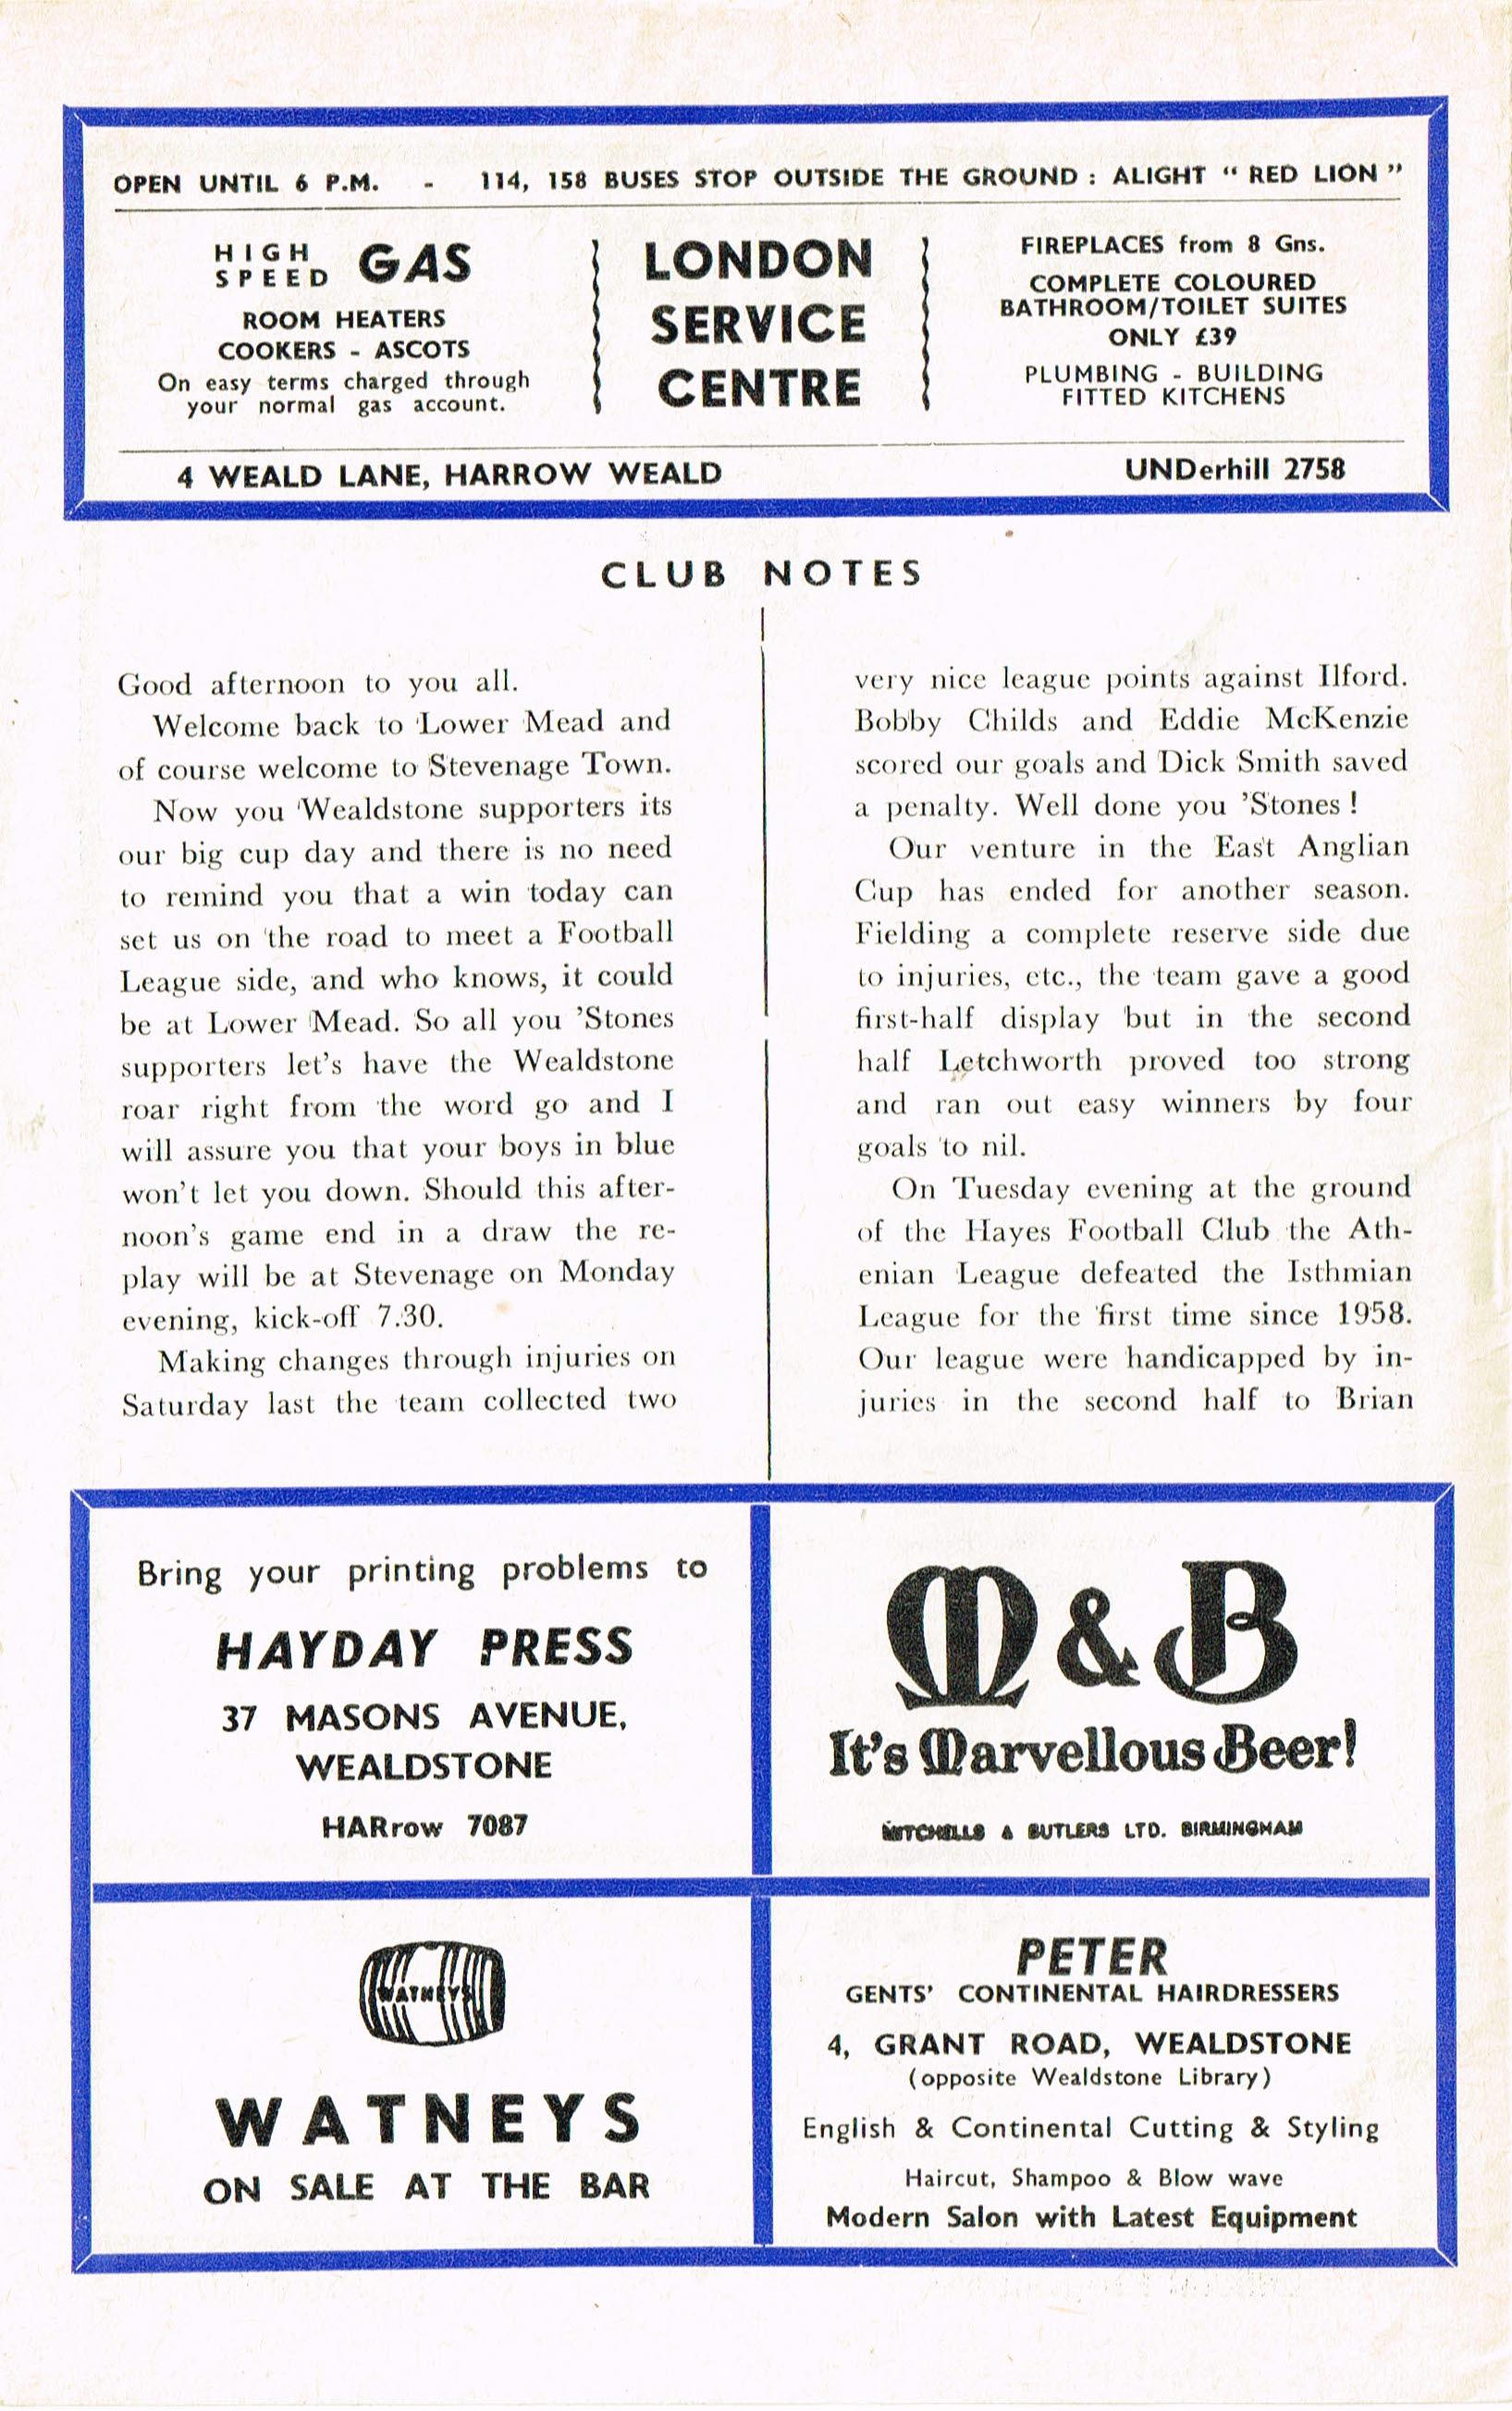 OPEN UNTIL 6 P.M. - 114, 158 BUSES STOP OUTSIDE THE GROUND : ALIGHT “ RED LION ”
HIGH SPEED GAS
ROOM HEATERS
COOKERS - ASCOTS
On easy terms charged through
your normal gas account.
LONDON
SERVICE
CENTRE
FIREPLACES from 8 Gns.
COMPLETE COLOURED
BATHROOM/TOILET SUITES
ONLY £39
PLUMBING - BUILDING
FITTED KITCHENS
4 WEALD LANE, HARROW WEALD
UNDerhill 2758
CLUB NOTES
Good afternoon to you all.
Welcome back to Lower Mead and
of course welcome to Stevenage Town.
Now you Wealdstone supporters its
our big cup day and there is no need
to remind you that a win today can
set us on the road to meet a Football
League side, and who knows, it could
be at Lower Mead. So all you ’Stones
supporters let’s have the Wealdstone
roar right from the word go and I
will assure you that your boys in blue
won’t let you down. Should this after-
noon’s game end in a draw the re-
play will be at Stevenage on Monday
evening, kick-off 7.30.
Making changes through injuries on
Saturday last the team collected two
very nice league points against Ilford.
Bobby Childs and Eddie McKenzie
scored our goals and Dick Smith saved
a penalty. Well done you ’Stones !
Our venture in the East Anglian
Cup has ended for another season.
Fielding a complete reserve side due
to injuries, etc., the team gave a good
first-half display but in the second
half Letchworth proved too strong
and ran out easy winners by four
goals to nil.
On Tuesday evening at the ground
of the Hayes Football Club the Ath-
enian League defeated the Isthmian
League for the first time since 1958.
Our league were handicapped by in-
juries in the second half to Brian
Bring your printing problems to
HAYDAY PRESS
37 MASONS AVENUE,
WEALDSTONE
HARrow 7087
M & B
It’s Marvellous Beer!
MITCHELLS & BUTLERS LTD. BIRMINGHAM
WATNEYS
WATNEYS
ON SALE AT THE BAR
PETER
GENTS’ CONTINENTAL HAIRDRESSERS
4, GRANT ROAD, WEALDSTONE
(opposite Wealdstone Library)
English & Continental Cutting & Styling
Haircut, Shampoo & Blow wave
Modern Salon with Latest Equipment